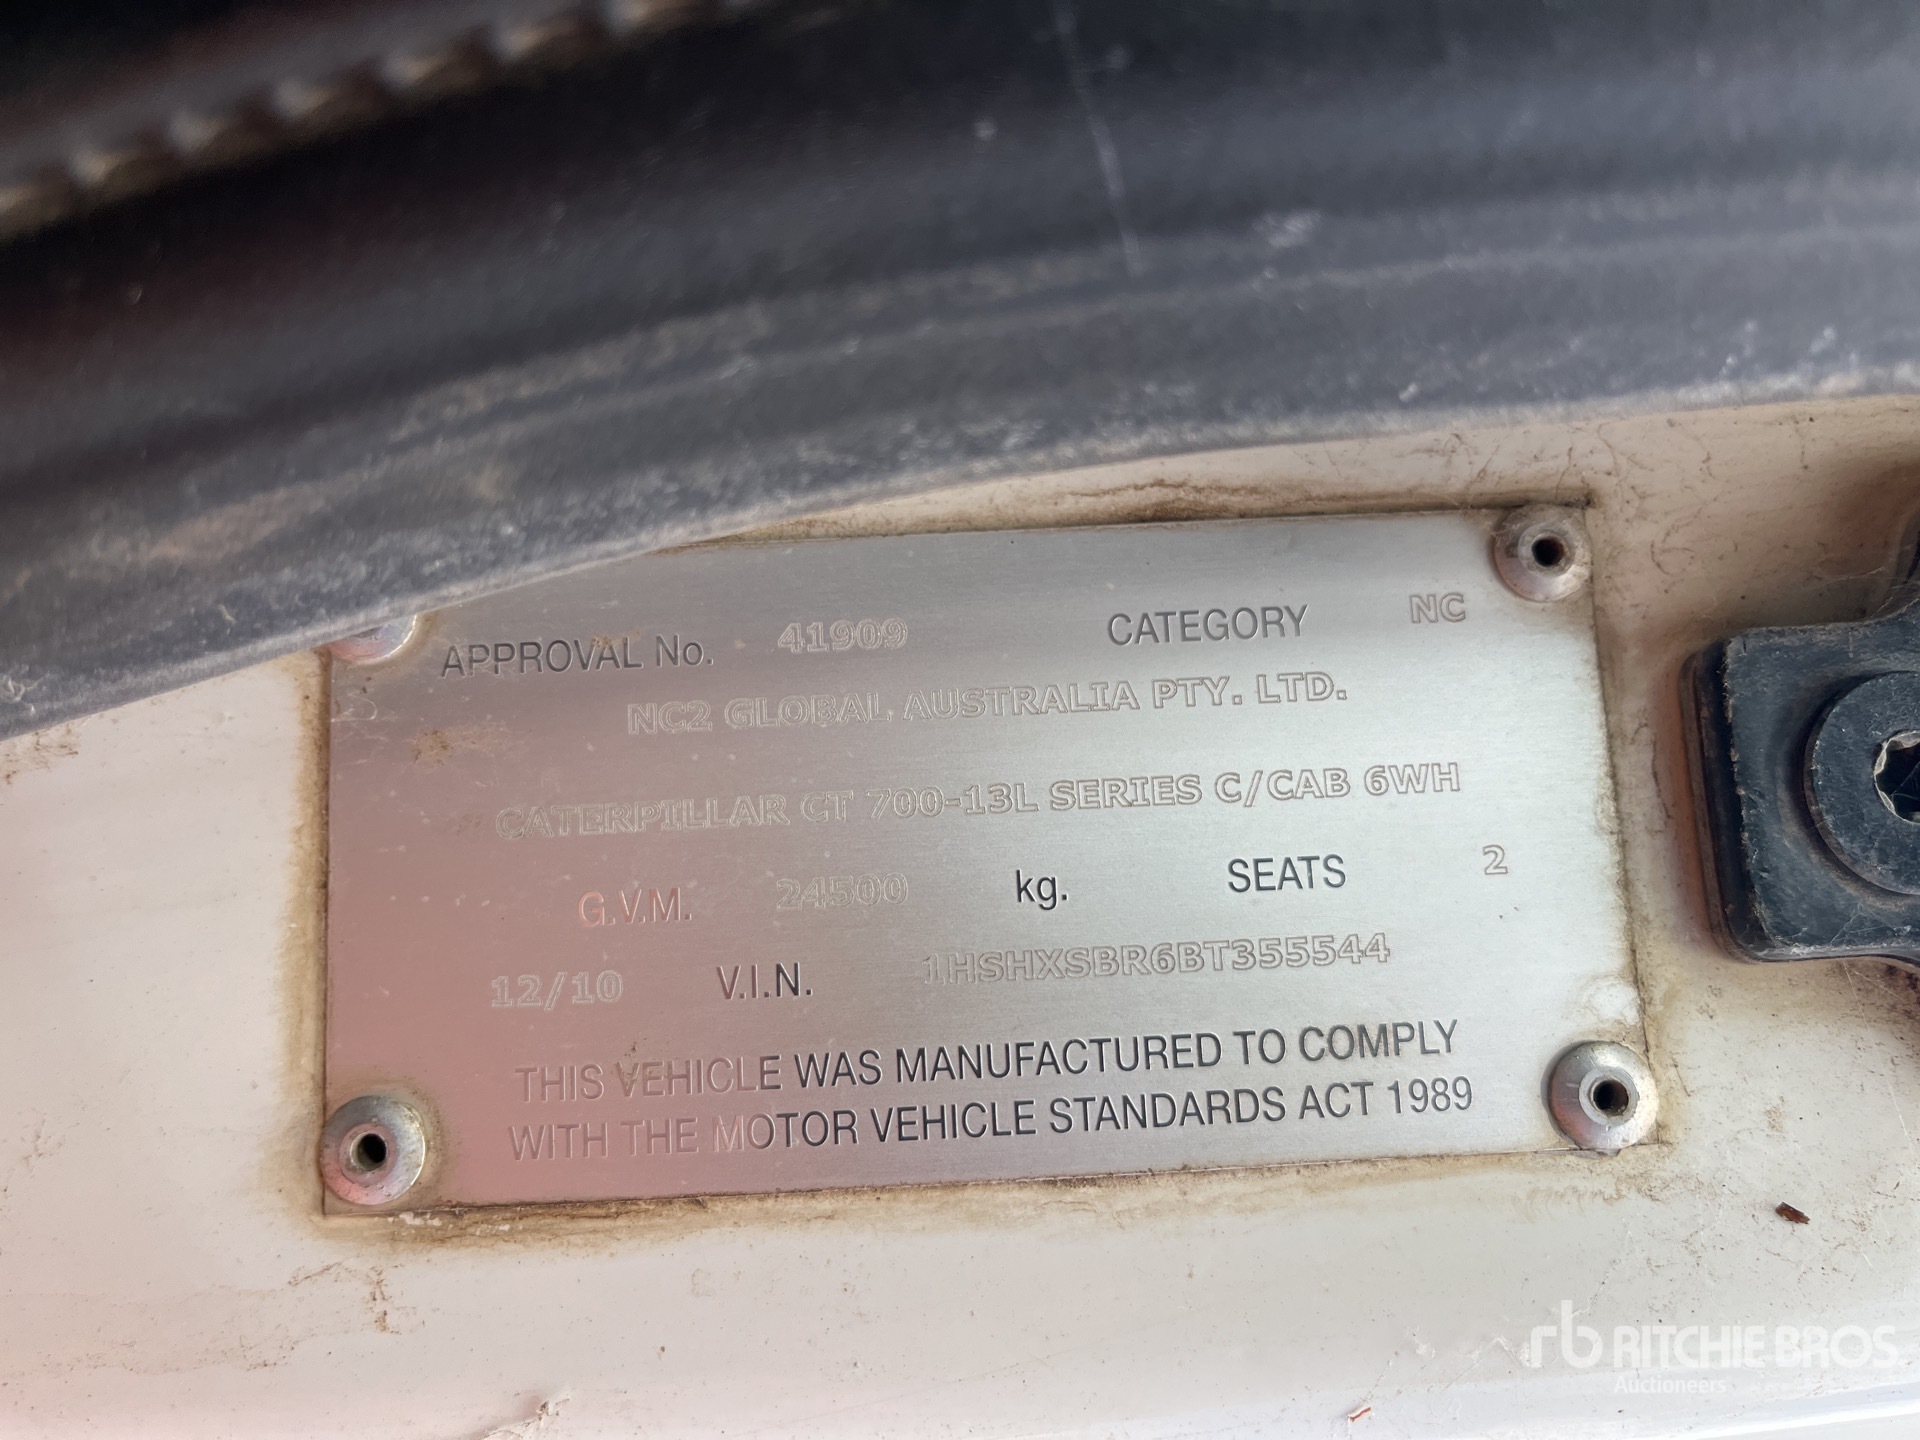 APPROVAL No. 41909 CATEGORY NC
NC2 GLOBAL AUSTRALIA PTY. LTD.
CATERPILLAR CT 700-13L SERIES C/CAB 6WH
G.V.M. 24500 kg. SEATS 2
12/10 V.I.N. 1HSHXSBR6BT355544
THIS VEHICLE WAS MANUFACTURED TO COMPLY
WITH THE MOTOR VEHICLE STANDARDS ACT 1989
rb RITCHIE BROS
Auctioneers